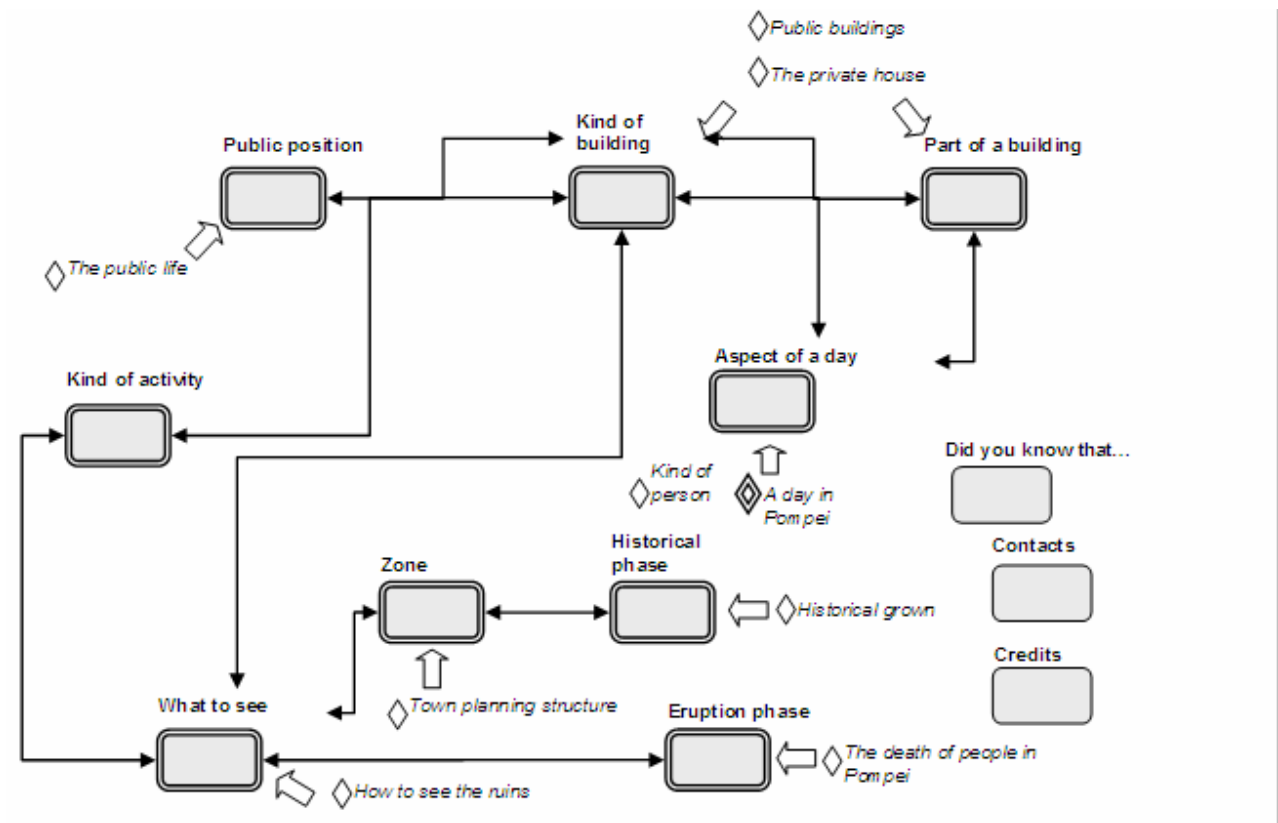 Public buildings
The private house
Kind of
building
Public position
Part of a building
The public life
Aspect of a day
Kind of activity
Did you know that...
Kind of
person
A day in
Pompei
Historical
phase
Contacts
Zone
Historical grown
Credits
What to see
Town planning structure
Eruption phase
The death of people in
Pompei
How to see the ruins